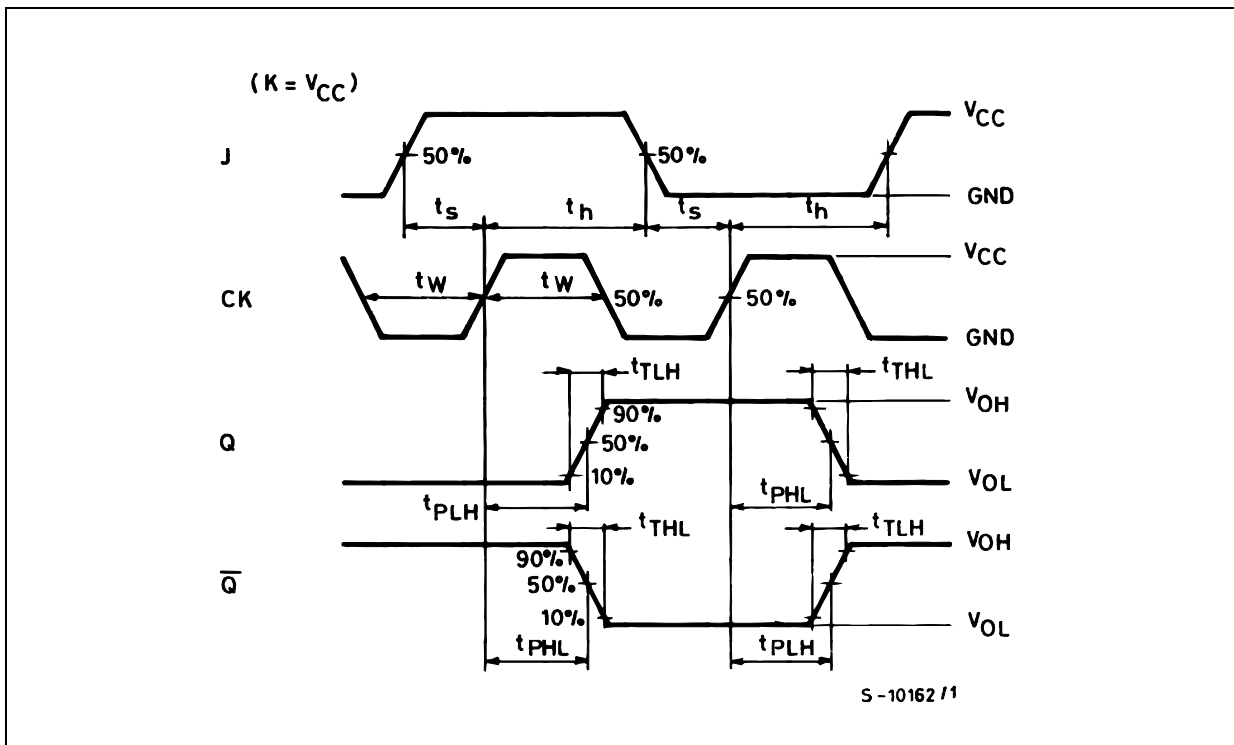 (K = VCC)
VCC
J
50%
50%
GND
ts
th
ts
th
VCC
CK
tw
tw
50%
50%
GND
tTLH
tTHL
VOH
90%
Q
50%
10%
VOL
tPLH
tPHL
tTHL
tTLH
VOH
90%
Q̅
50%
10%
VOL
tPHL
tPLH
S-10162/1